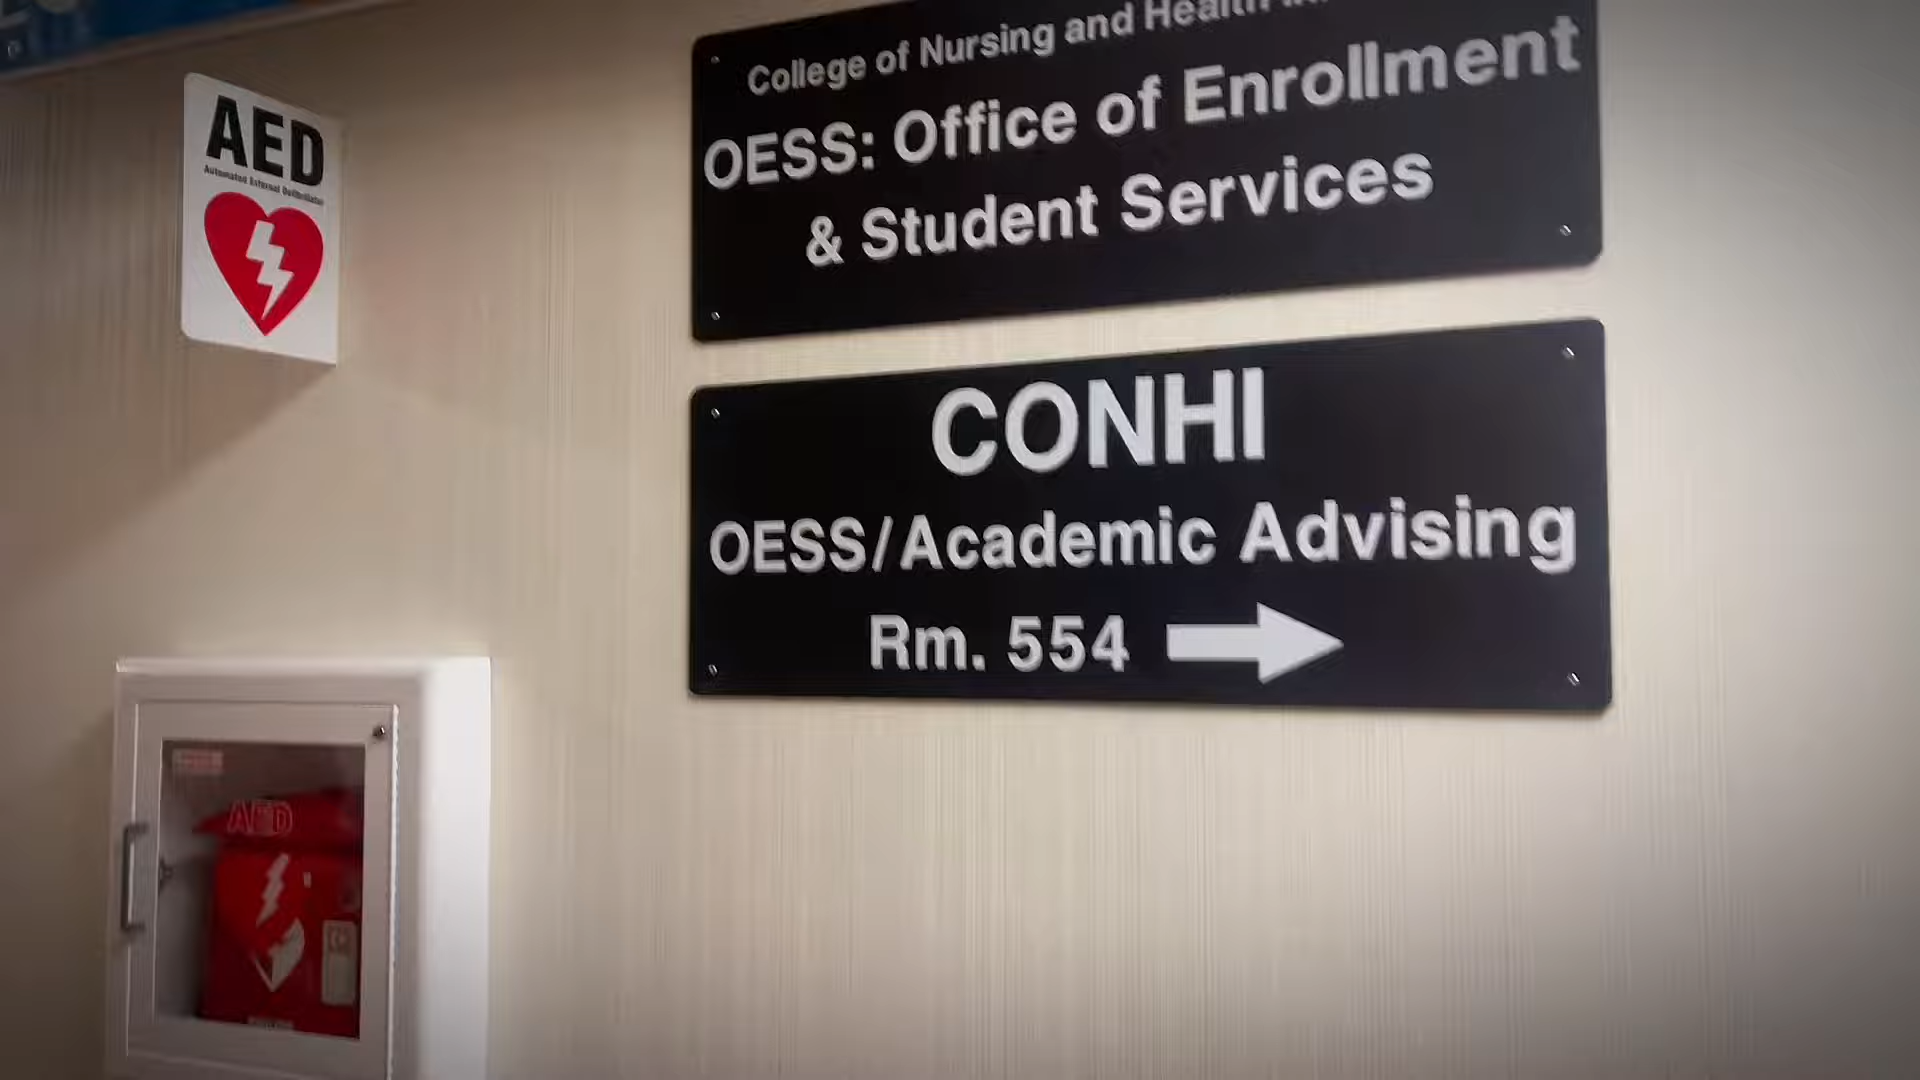 AED
Automated External Defibrillator
College of Nursing and Health
OESS: Office of Enrollment
& Student Services
CONHI
OESS/Academic Advising
Rm. 554
AED